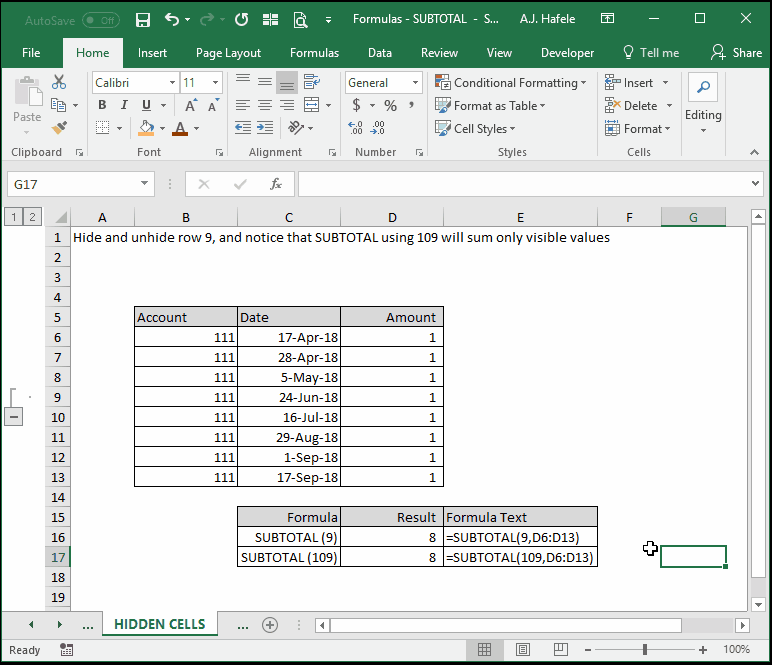 AutoSave Off Formulas - SUBTOTAL - S... A.J. Hafele
File Home Insert Page Layout Formulas Data Review View Developer Tell me Share
Calibri 11 General Conditional Formatting Insert
Paste B I U A A $ % , Format as Table Delete Editing
A Cell Styles Format
Clipboard Font Alignment Number Styles Cells
G17 fx
1 2 A B C D E F G
1 Hide and unhide row 9, and notice that SUBTOTAL using 109 will sum only visible values
2
3
4
5 Account Date Amount
6 111 17-Apr-18 1
7 111 28-Apr-18 1
8 111 5-May-18 1
9 111 24-Jun-18 1
10 111 16-Jul-18 1
11 111 29-Aug-18 1
12 111 1-Sep-18 1
13 111 17-Sep-18 1
14
15 Formula Result Formula Text
16 SUBTOTAL (9) 8 =SUBTOTAL(9,D6:D13)
17 SUBTOTAL (109) 8 =SUBTOTAL(109,D6:D13)
18
19
... HIDDEN CELLS ...
Ready 100%